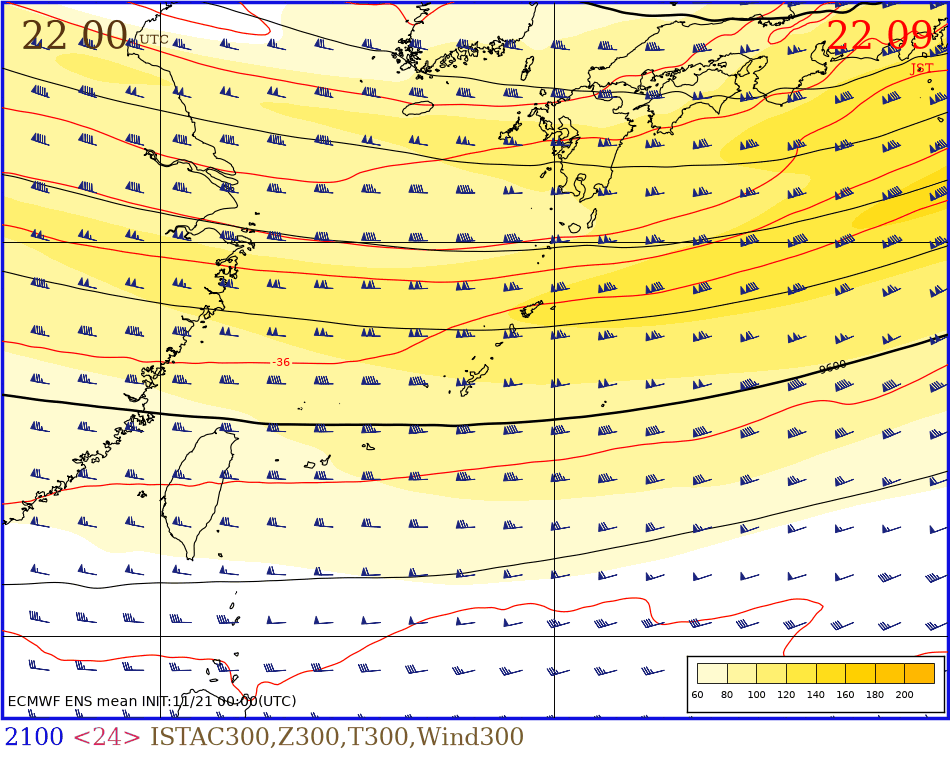 22 00 UTC
22 09
JST
-36
9600
60 80 100 120 140 160 180 200
ECMWF ENS mean INIT:11/21 00:00(UTC)
2100 <24> ISTAC300,Z300,T300,Wind300